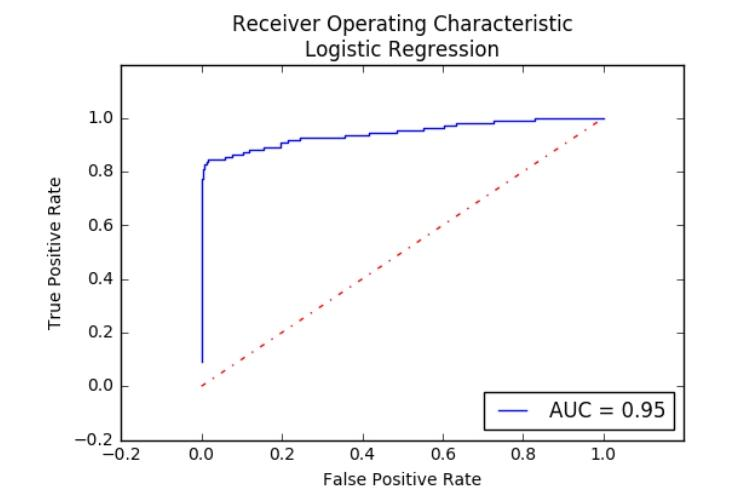 Receiver Operating Characteristic
Logistic Regression
True Positive Rate
1.0
0.8
0.6
0.4
0.2
0.0
−0.2
AUC = 0.95
−0.2 0.0 0.2 0.4 0.6 0.8 1.0
False Positive Rate